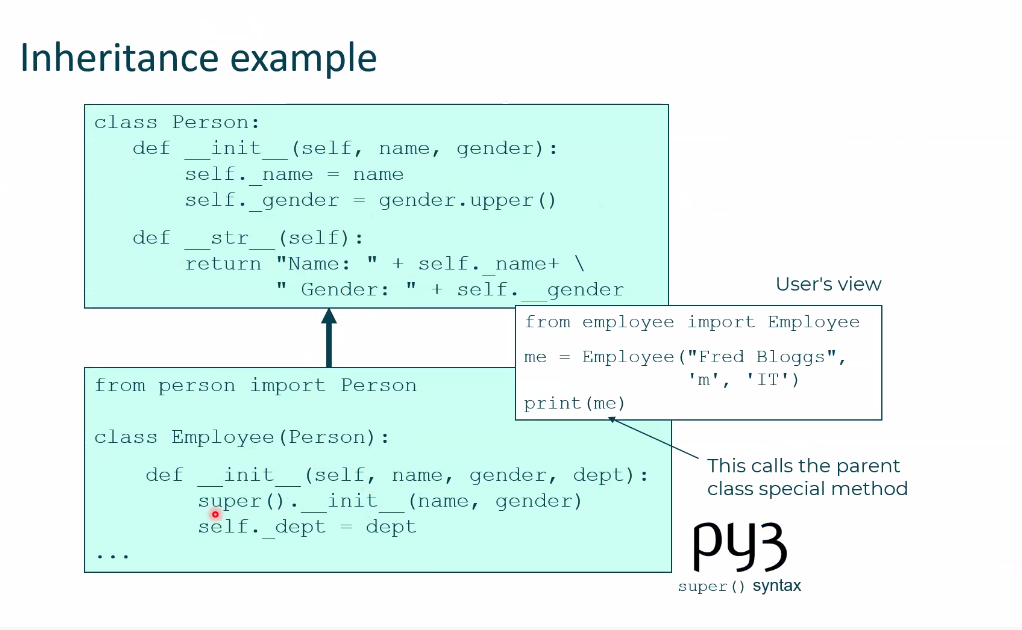 Inheritance example
class Person:
def __init__(self, name, gender):
self._name = name
self._gender = gender.upper()
def __str__(self):
return "Name: " + self._name+ \
" Gender: " + self.__gender
User's view
from employee import Employee
me = Employee("Fred Bloggs",
'm', 'IT')
print(me)
from person import Person
class Employee(Person):
def __init__(self, name, gender, dept):
super().__init__(name, gender)
self._dept = dept
...
This calls the parent
class special method
py3
super() syntax